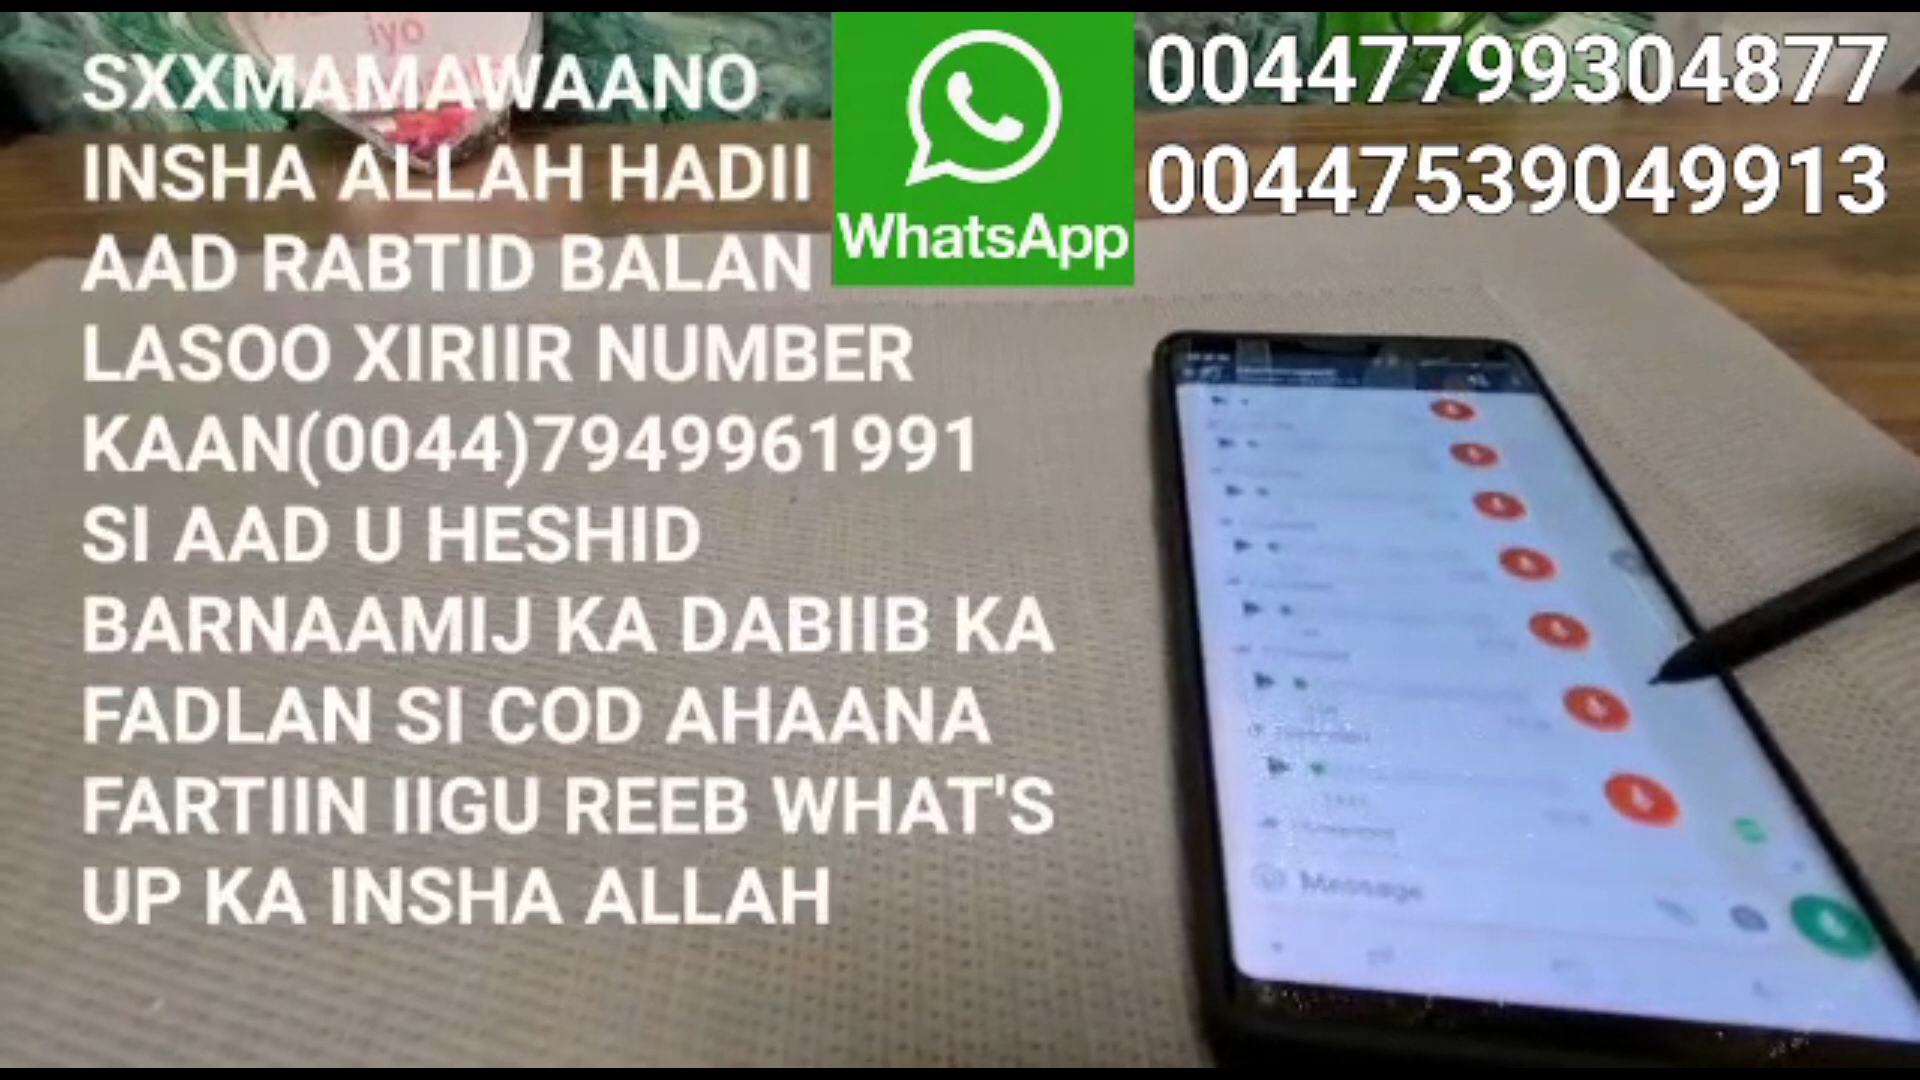 iyo
SXXMAMAWAANO
INSHA ALLAH HADII
AAD RABTID BALAN
LASOO XIRIIR NUMBER
KAAN(0044)7949961991
SI AAD U HESHID
BARNAAMIJ KA DABIIB KA
FADLAN SI COD AHAANA
FARTIIN IIGU REEB WHAT'S
UP KA INSHA ALLAH
WhatsApp
00447799304877
00447539049913
Message